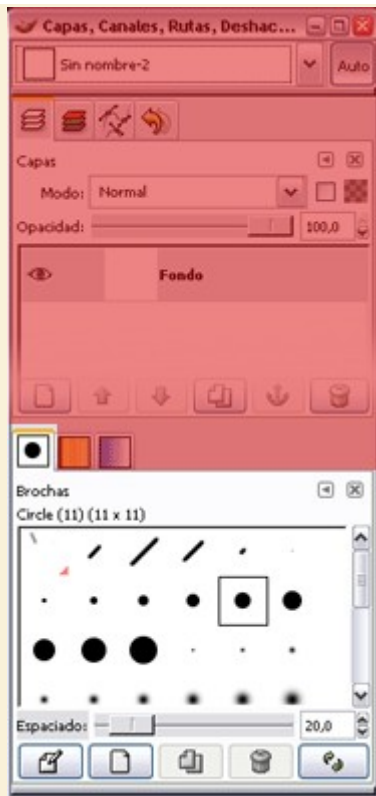 Capas, Canales, Rutas, Deshac...
Sin nombre-2
Auto
Capas
Modo: Normal
Opacidad: 100,0
Fondo
Brochas
Circle (11) (11 x 11)
Espaciado: 20,0